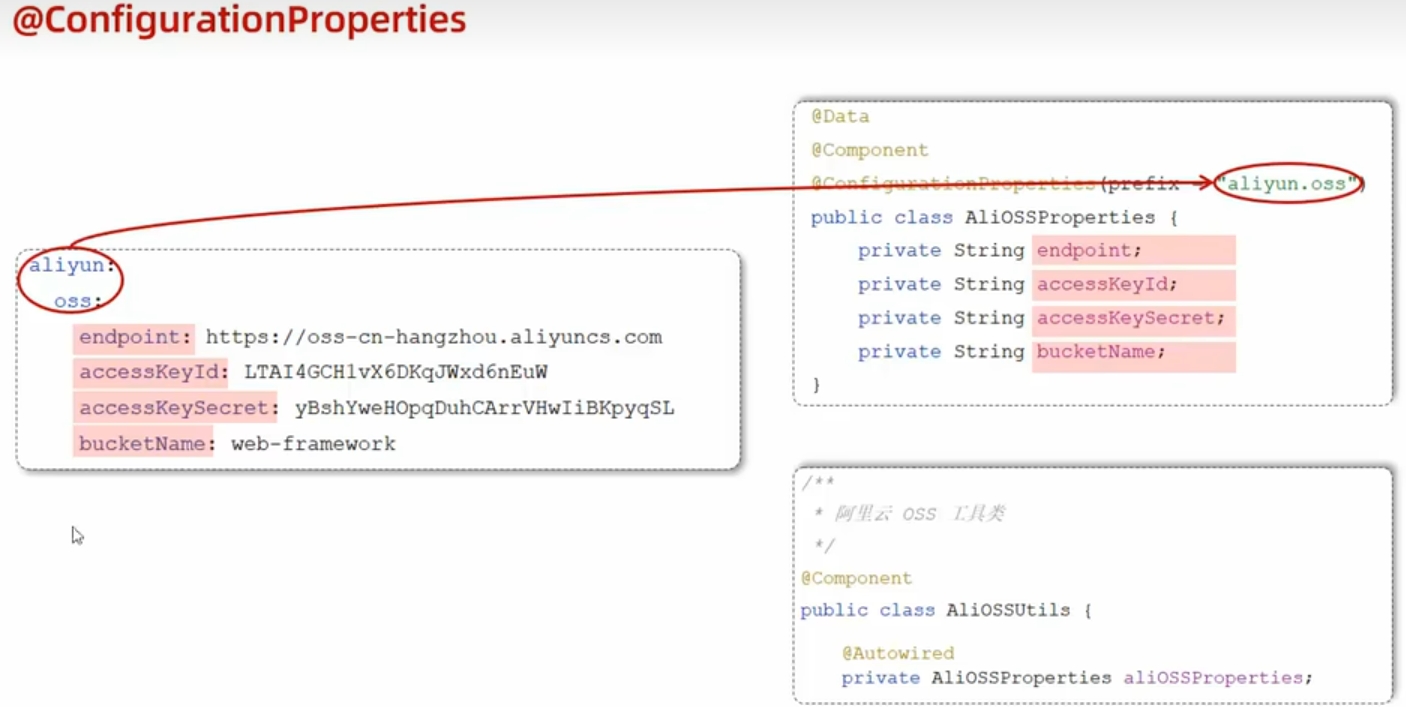 @ConfigurationProperties
aliyun:
oss:
endpoint: https://oss-cn-hangzhou.aliyuncs.com
accessKeyId: LTAI4GCH1vX6DKqJWxd6nEuW
accessKeySecret: yBshYweHOpqDuhCArrVHwIiBKpyqSL
bucketName: web-framework
@Data
@Component
@ConfigurationProperties(prefix = "aliyun.oss")
public class AliOSSProperties {
private String endpoint;
private String accessKeyId;
private String accessKeySecret;
private String bucketName;
}
/**
* 阿里云 OSS 工具类
*/
@Component
public class AliOSSUtils {
@Autowired
private AliOSSProperties aliOSSProperties;